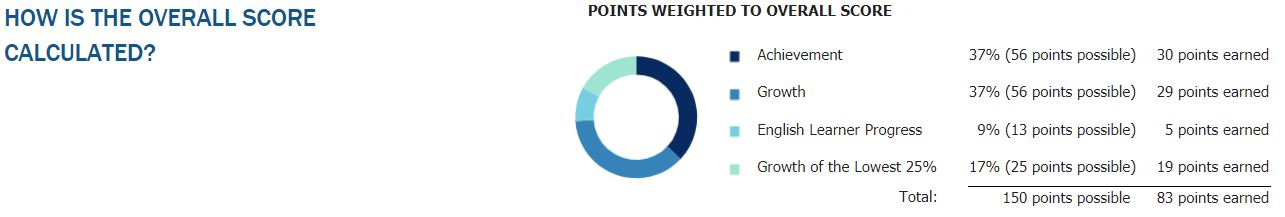 HOW IS THE OVERALL SCORE
CALCULATED?
POINTS WEIGHTED TO OVERALL SCORE
Achievement 37% (56 points possible) 30 points earned
Growth 37% (56 points possible) 29 points earned
English Learner Progress 9% (13 points possible) 5 points earned
Growth of the Lowest 25% 17% (25 points possible) 19 points earned
Total: 150 points possible 83 points earned